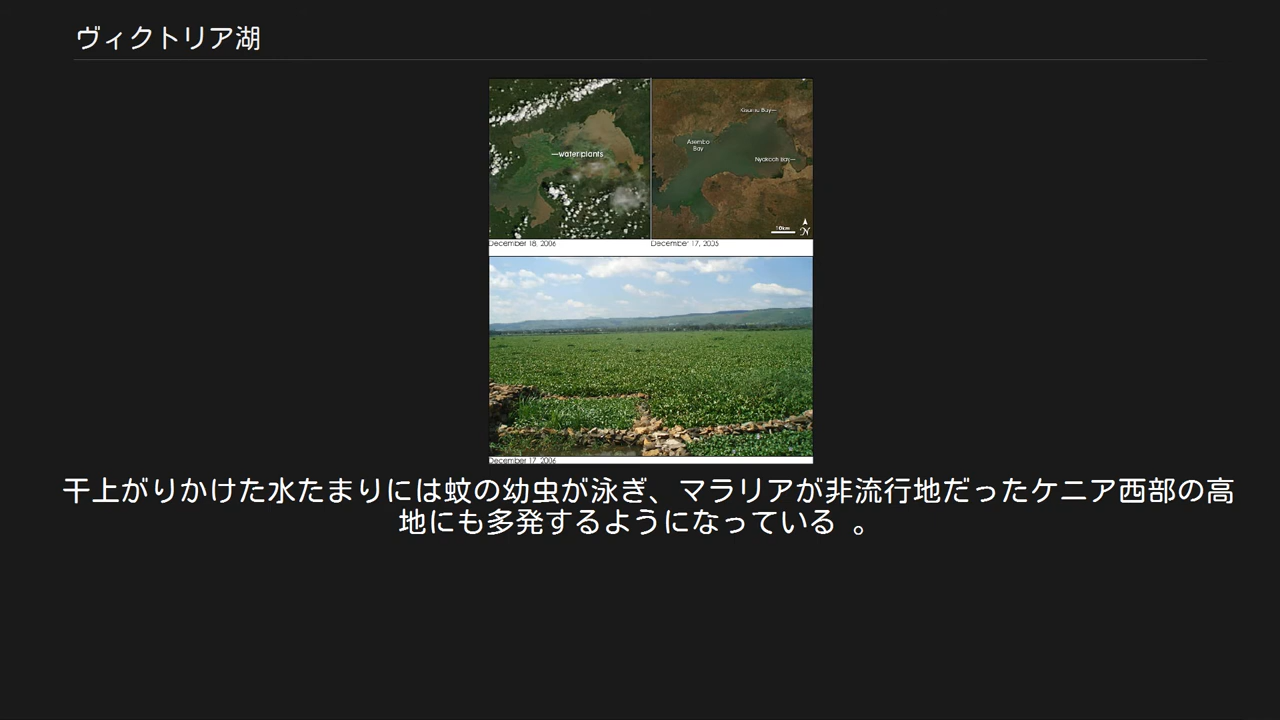 ヴィクトリア湖
water plants
Kisumu Bay
Asembo
Bay
Nyakach Bay
10km
N
December 18, 2006
December 17, 2005
December 17, 2006
干上がりかけた水たまりには蚊の幼虫が泳ぎ、マラリアが非流行地だったケニア西部の高
地にも多発するようになっている 。